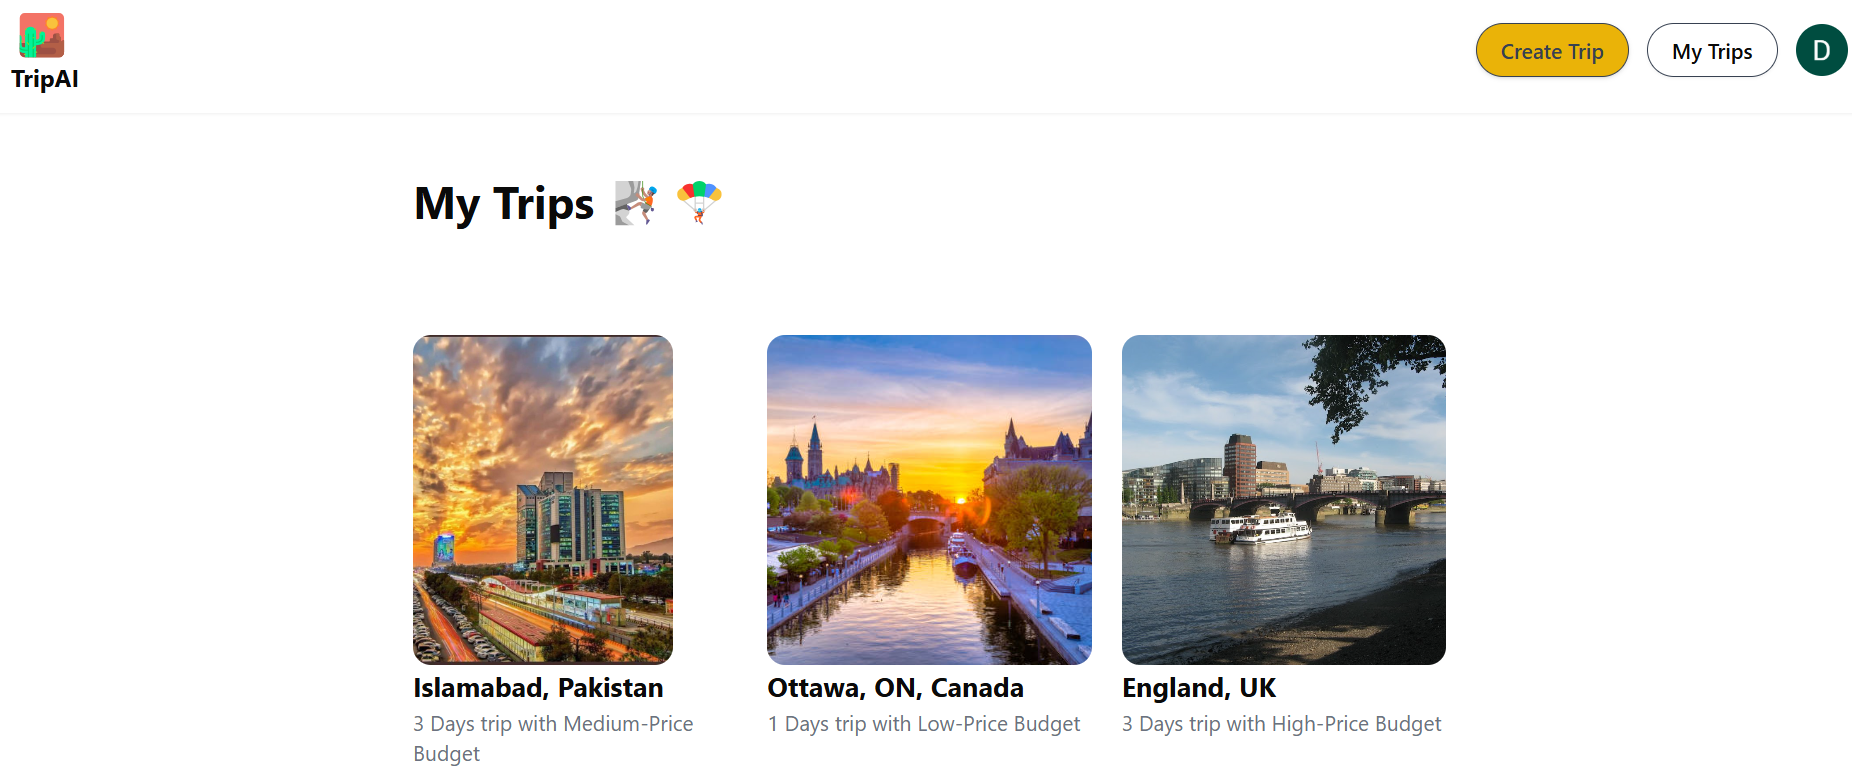 TripAI
Create Trip
My Trips
D
My Trips
Islamabad, Pakistan
3 Days trip with Medium-Price
Budget
Ottawa, ON, Canada
1 Days trip with Low-Price Budget
England, UK
3 Days trip with High-Price Budget